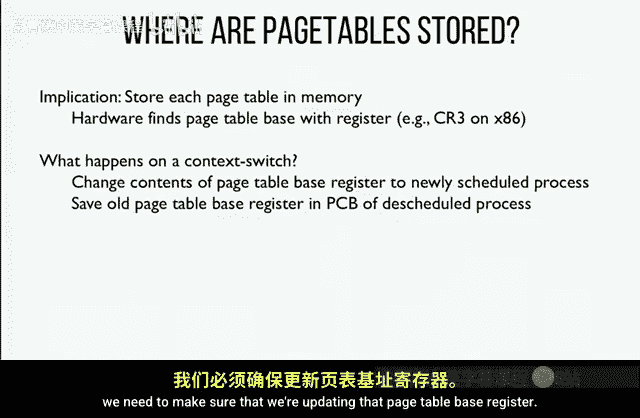 WHERE ARE PAGETABLES STORED?
Implication: Store each page table in memory
Hardware finds page table base with register (e.g., CR3 on x86)
What happens on a context-switch?
Change contents of page table base register to newly scheduled process
Save old page table base register in PCB of descheduled process
我们必须确保更新页表基址寄存器。
we need to make sure that we're updating that page table base register.